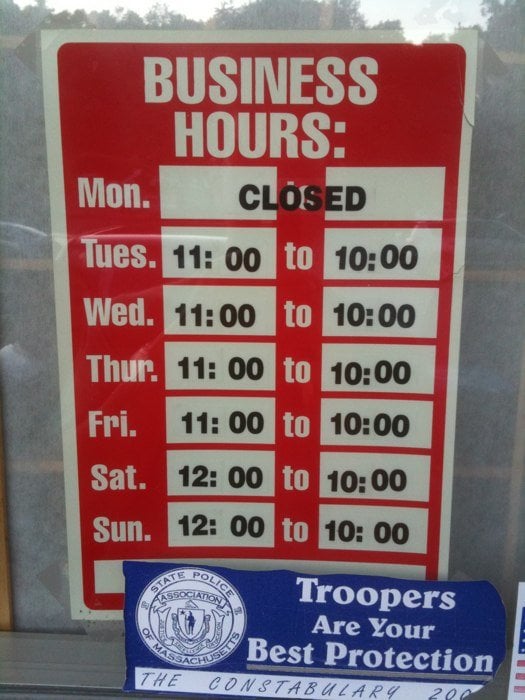 BUSINESS
HOURS:
Mon. CLOSED
Tues. 11: 00 to 10:00
Wed. 11:00 to 10:00
Thur. 11: 00 to 10:00
Fri. 11: 00 to 10:00
Sat. 12: 00 to 10:00
Sun. 12: 00 to 10: 00
STATE POLICE
ASSOCIATION
OF MASSACHUSETTS
Troopers
Are Your
Best Protection
THE CONSTABULARY 200